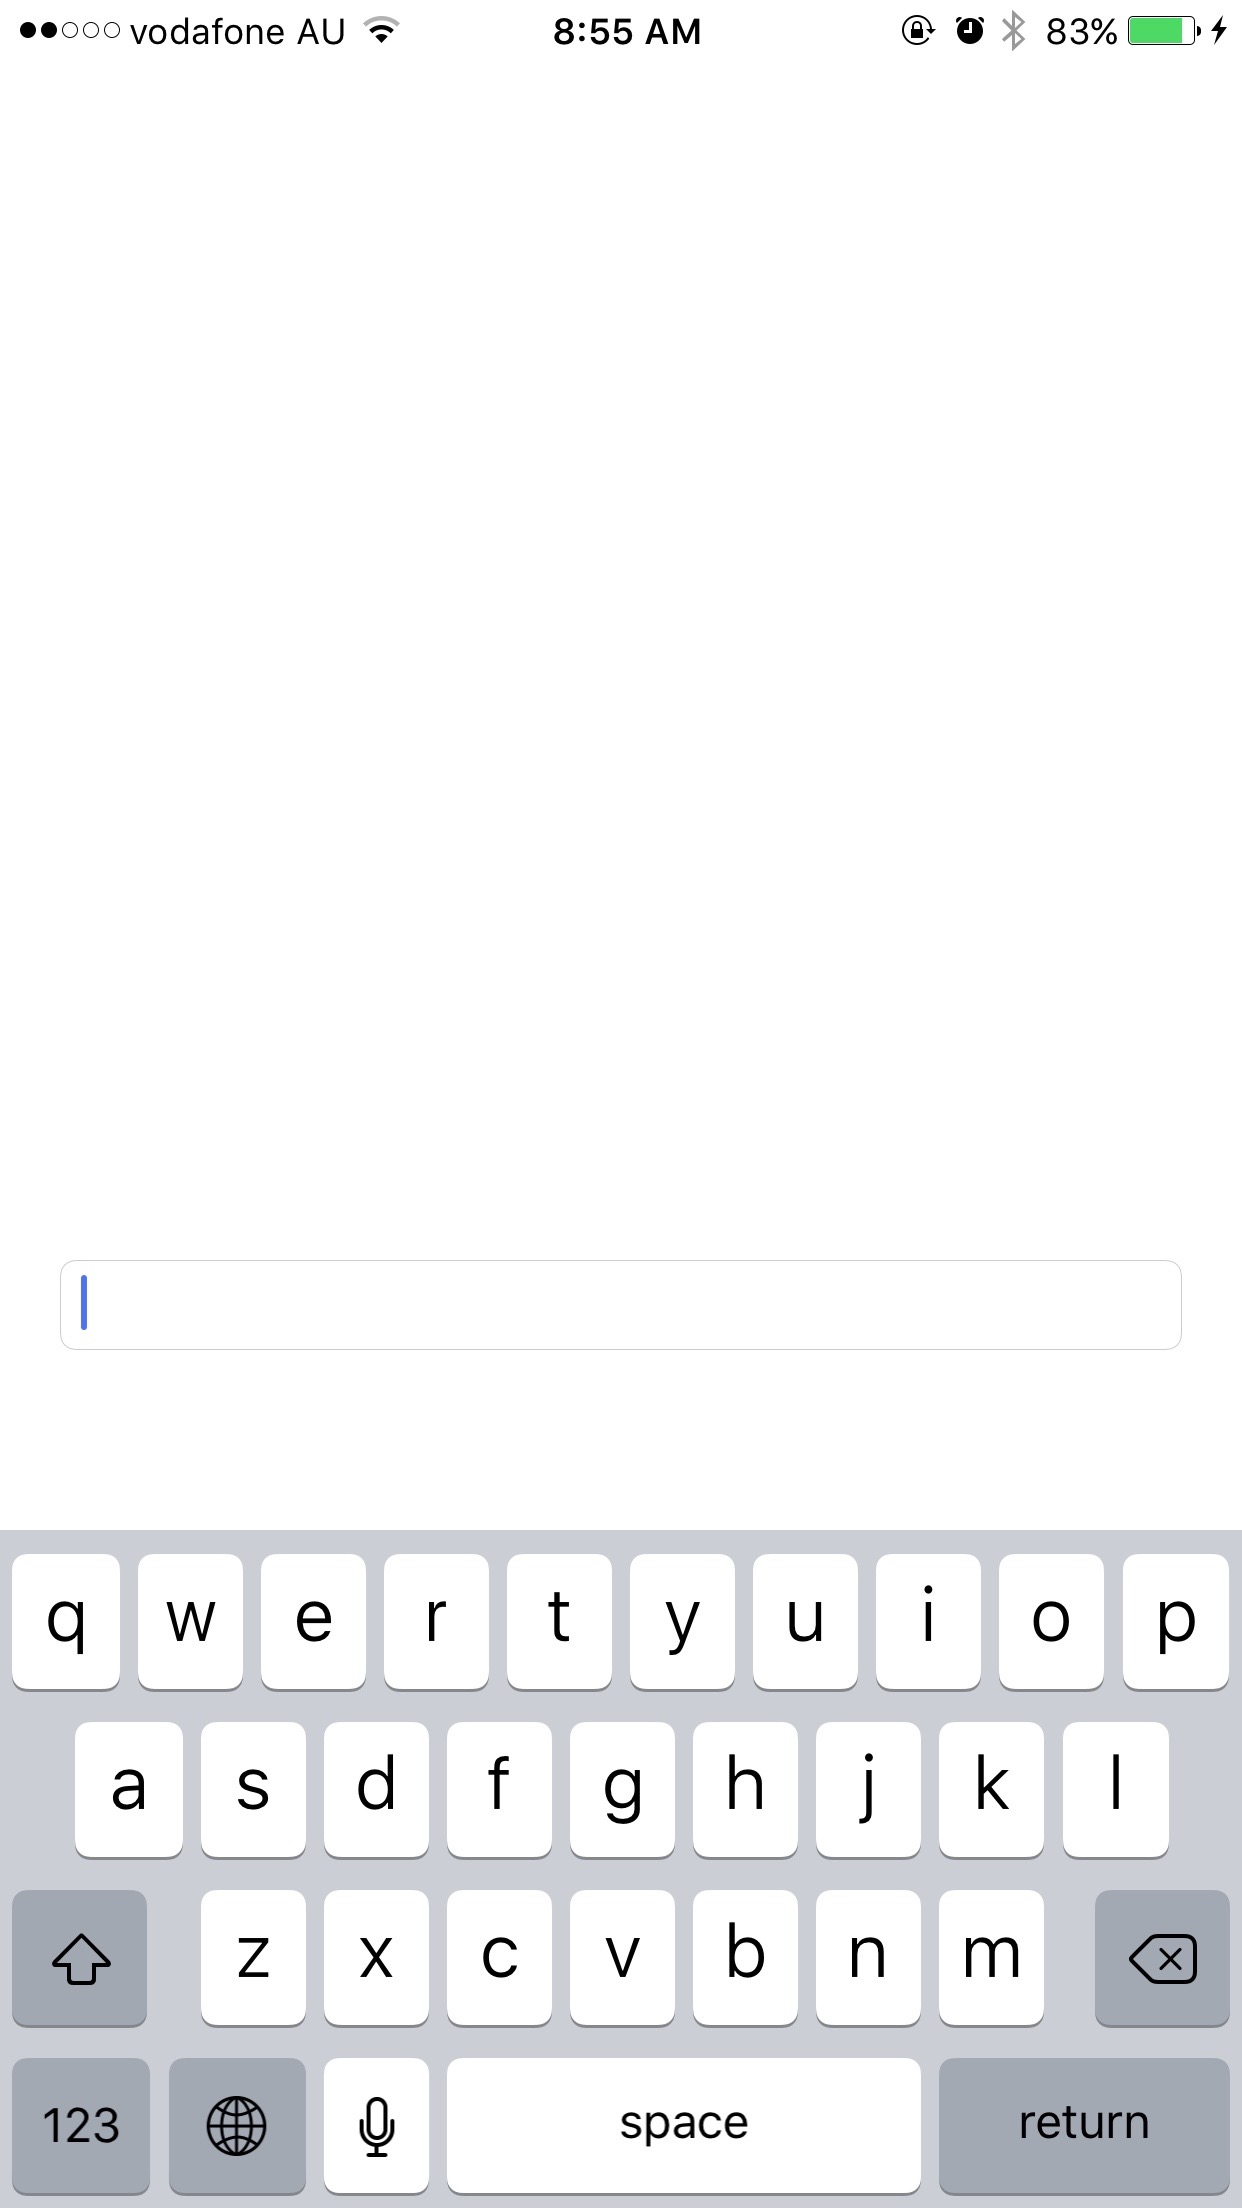 vodafone AU 8:55 AM 83%
q w e r t y u i o p
a s d f g h j k l
z x c v b n m
123 space return